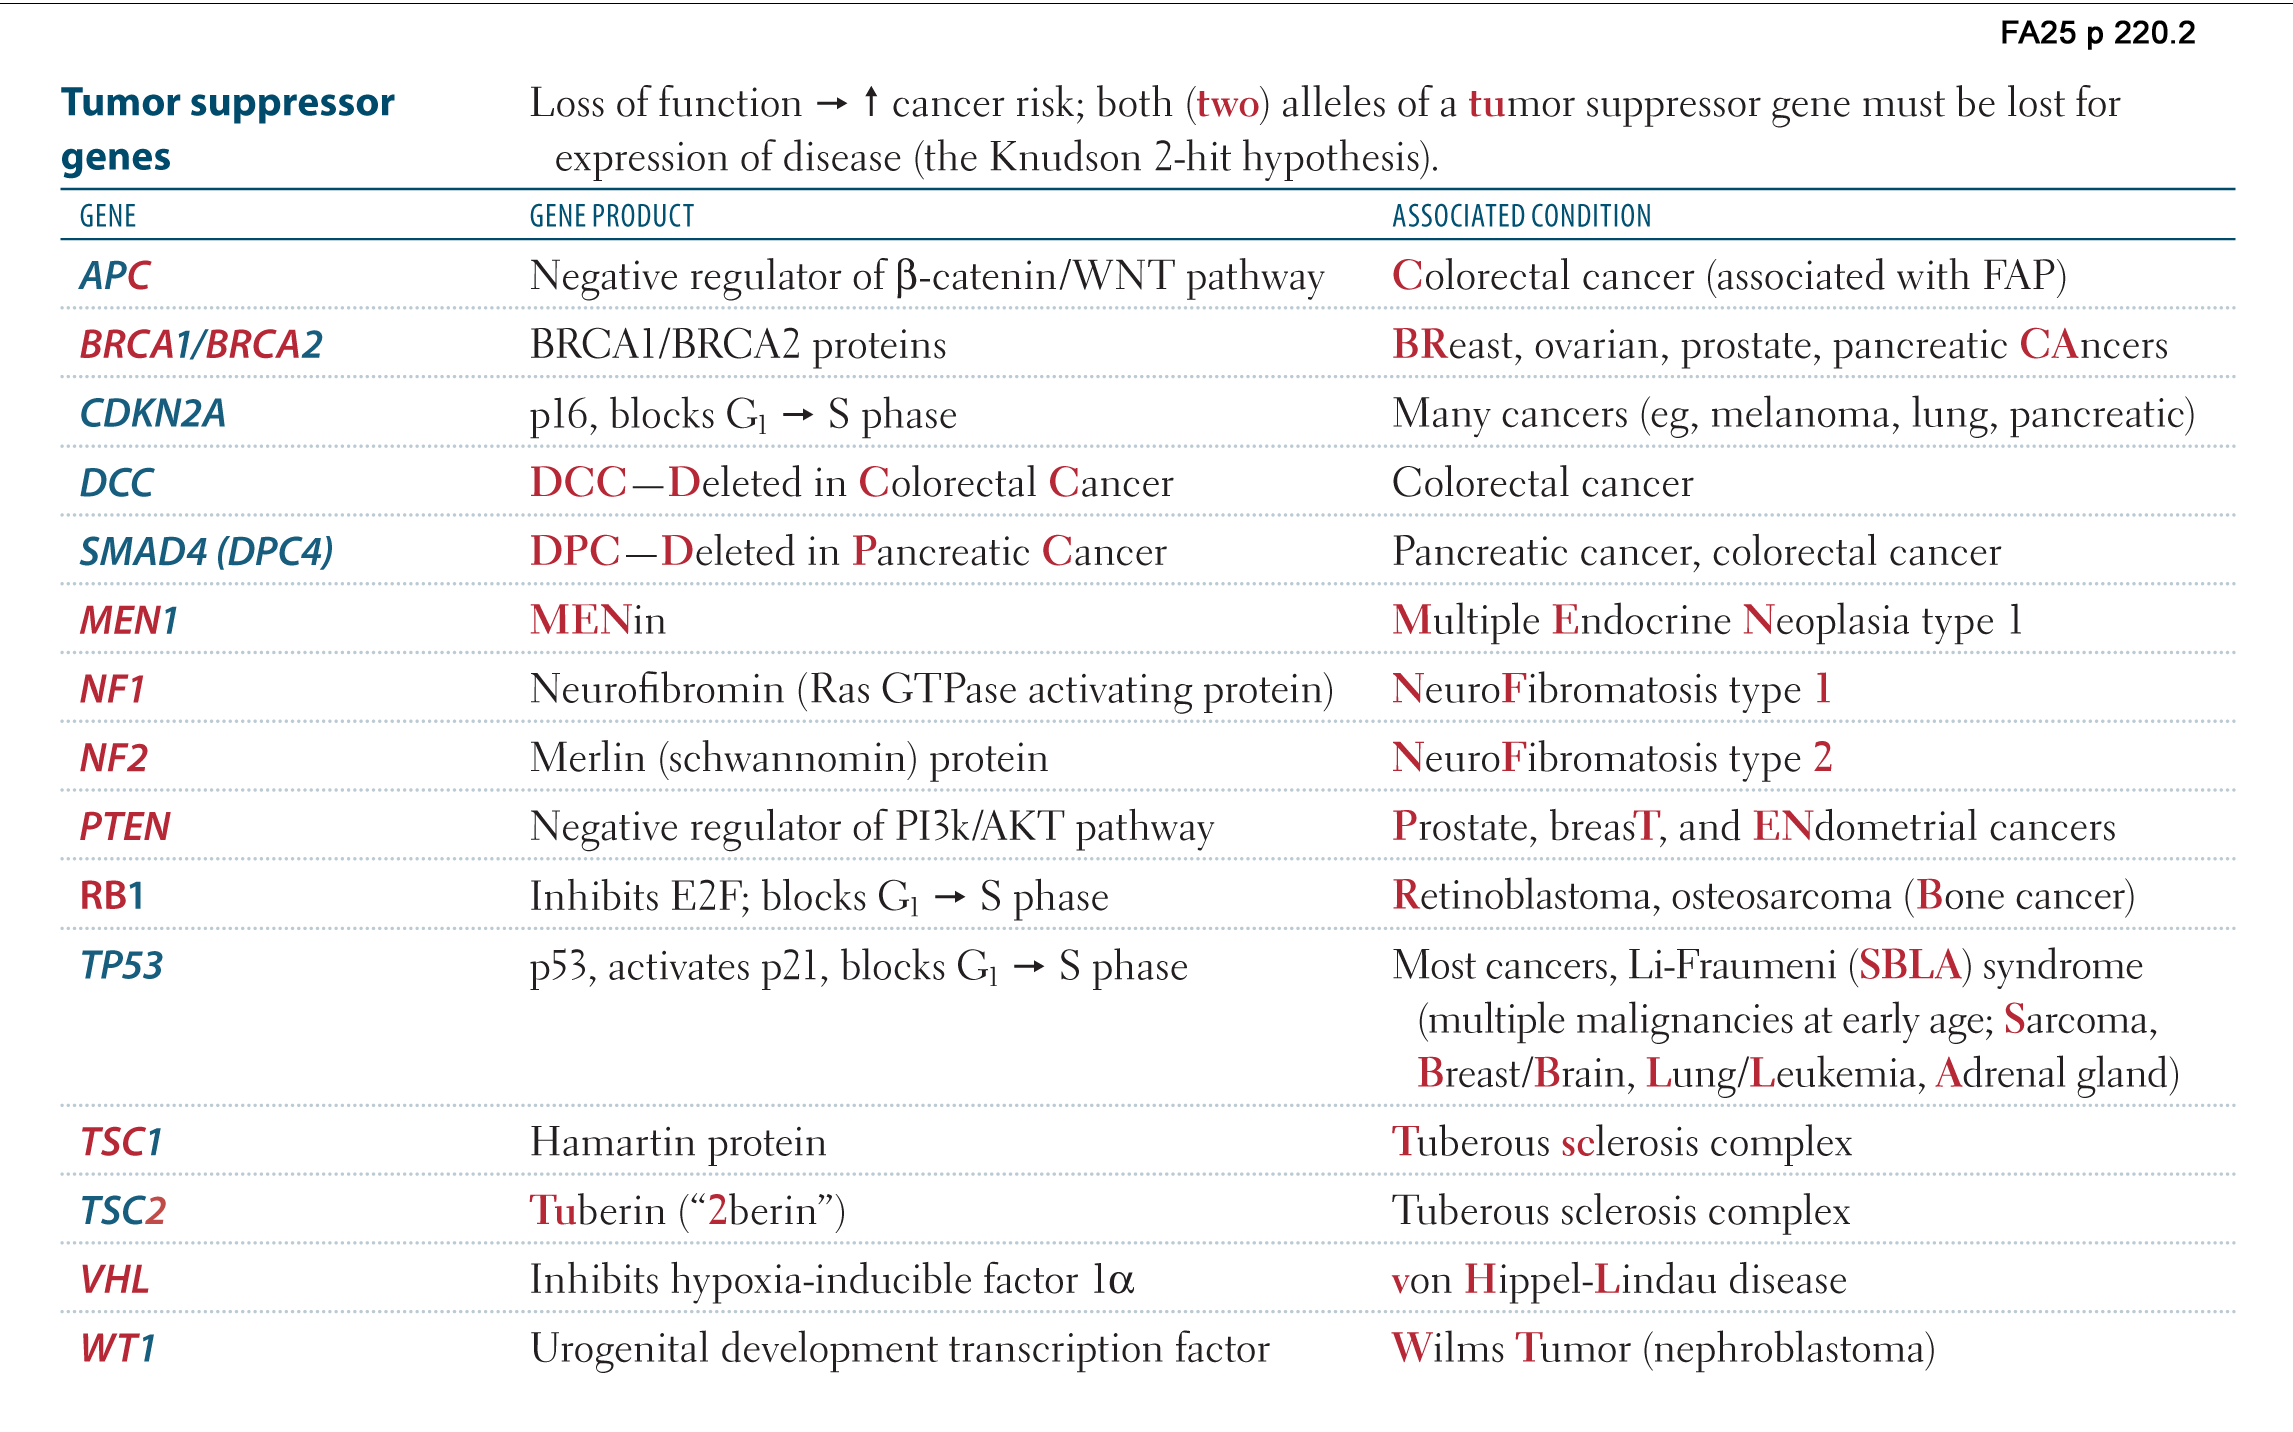 FA25 p 220.2
Tumor suppressor genes
Loss of function → ↑ cancer risk; both (two) alleles of a tumor suppressor gene must be lost for
expression of disease (the Knudson 2-hit hypothesis).
GENE GENE PRODUCT ASSOCIATED CONDITION
APC Negative regulator of β-catenin/WNT pathway Colorectal cancer (associated with FAP)
BRCA1/BRCA2 BRCA1/BRCA2 proteins BReast, ovarian, prostate, pancreatic CAncers
CDKN2A p16, blocks G₁ → S phase Many cancers (eg, melanoma, lung, pancreatic)
DCC DCC—Deleted in Colorectal Cancer Colorectal cancer
SMAD4 (DPC4) DPC—Deleted in Pancreatic Cancer Pancreatic cancer, colorectal cancer
MEN1 MENin Multiple Endocrine Neoplasia type 1
NF1 Neurofibromin (Ras GTPase activating protein) NeuroFibromatosis type 1
NF2 Merlin (schwannomin) protein NeuroFibromatosis type 2
PTEN Negative regulator of PI3k/AKT pathway Prostate, breasT, and ENdometrial cancers
RB1 Inhibits E2F; blocks G₁ → S phase Retinoblastoma, osteosarcoma (Bone cancer)
TP53 p53, activates p21, blocks G₁ → S phase Most cancers, Li-Fraumeni (SBLA) syndrome
(multiple malignancies at early age; Sarcoma,
Breast/Brain, Lung/Leukemia, Adrenal gland)
TSC1 Hamartin protein Tuberous sclerosis complex
TSC2 Tuberin (“2berin”) Tuberous sclerosis complex
VHL Inhibits hypoxia-inducible factor 1α von Hippel-Lindau disease
WT1 Urogenital development transcription factor Wilms Tumor (nephroblastoma)